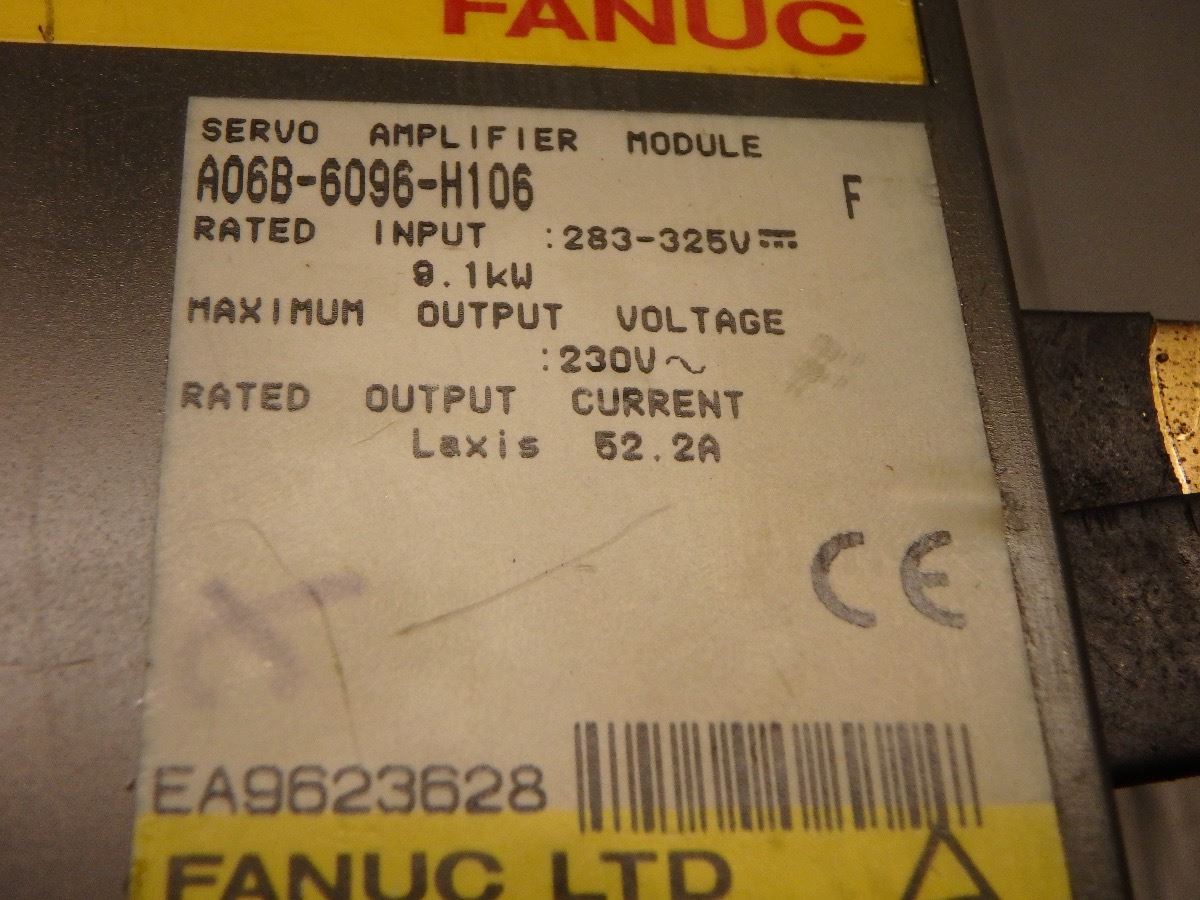 FANUC
SERVO AMPLIFIER MODULE
A06B-6096-H106 F
RATED INPUT :283-325V⎓
9.1kW
MAXIMUM OUTPUT VOLTAGE
:230V～
RATED OUTPUT CURRENT
Laxis 52.2A
CE
EA9623628
FANUC LTD